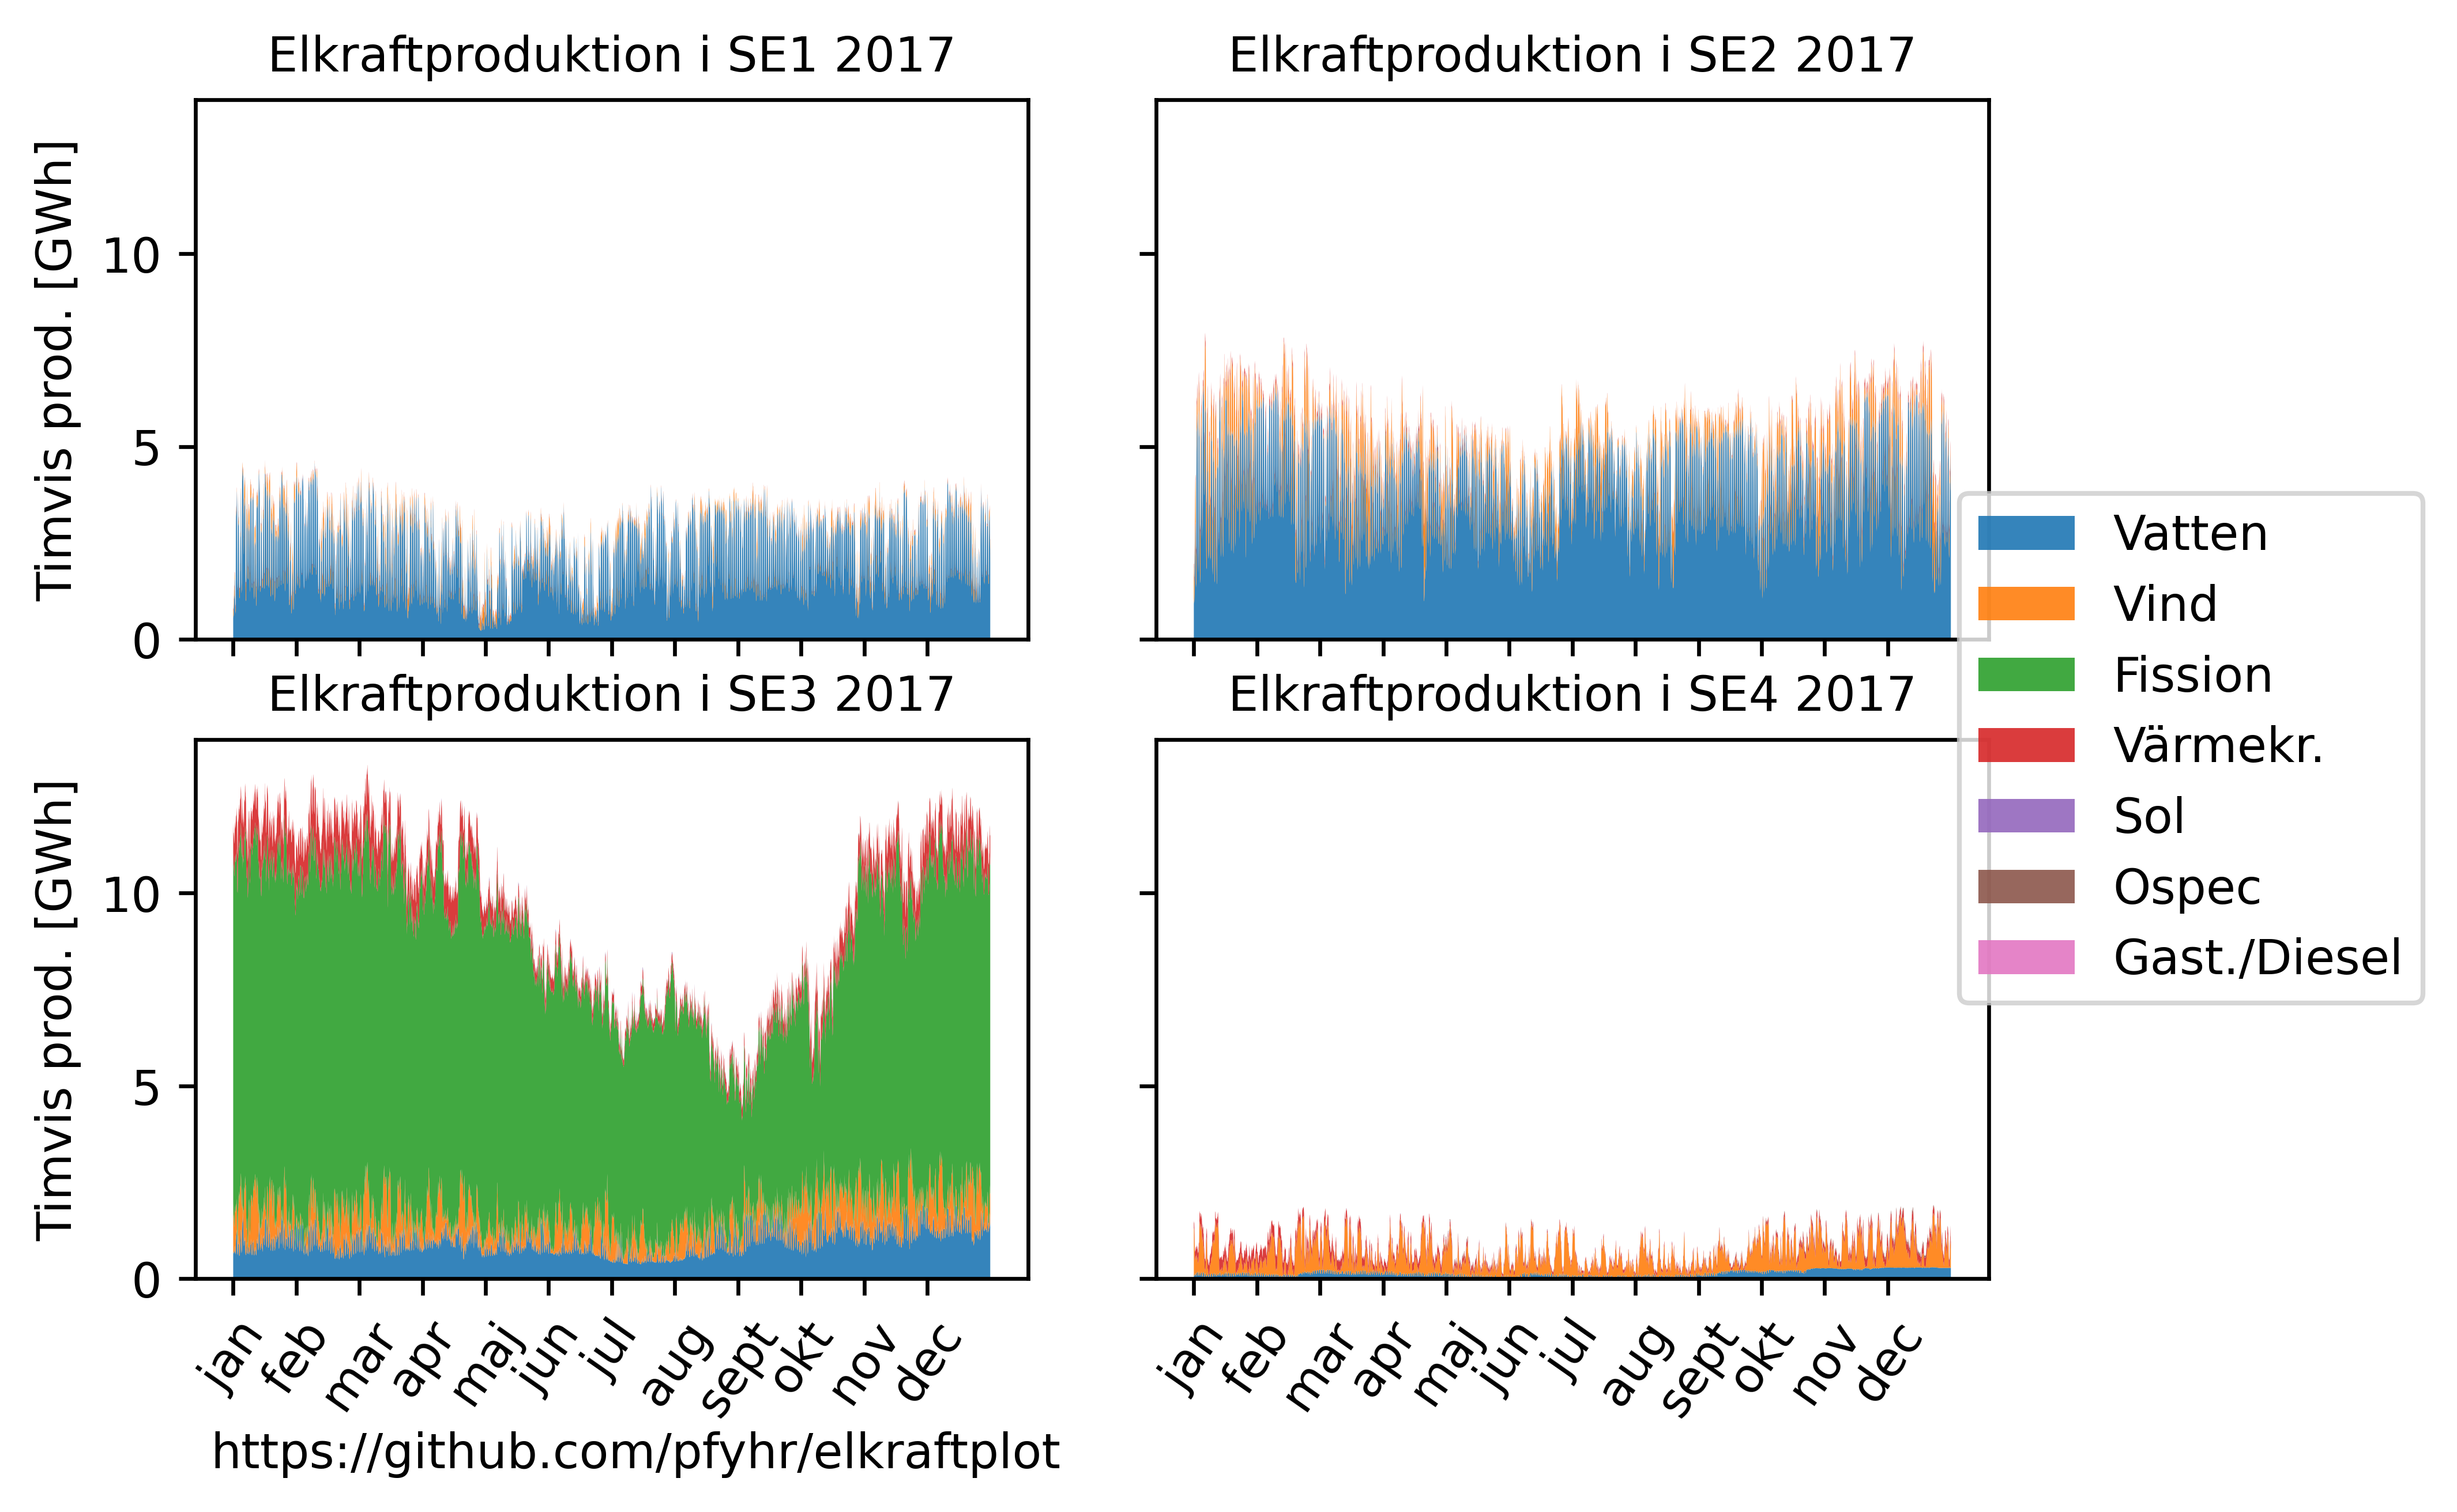 Elkraftproduktion i SE1 2017
Elkraftproduktion i SE2 2017
Timvis prod. [GWh]
10
5
0
Elkraftproduktion i SE3 2017
Elkraftproduktion i SE4 2017
Timvis prod. [GWh]
10
5
0
jan
feb
mar
apr
maj
jun
jul
aug
sept
okt
nov
dec
jan
feb
mar
apr
maj
jun
jul
aug
sept
okt
nov
dec
Vatten
Vind
Fission
Värmekr.
Sol
Ospec
Gast./Diesel
https://github.com/pfyhr/elkraftplot